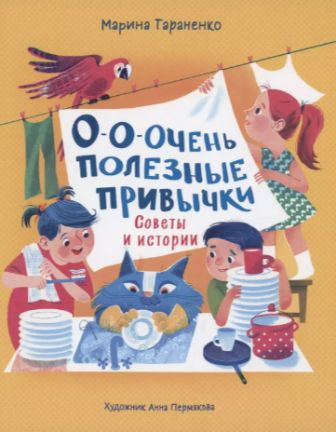 Марина Тараненко
О-О-ОЧЕНЬ
ПОЛЕЗНЫЕ
ПРИВЫЧКИ
Советы
и истории
Художник Анна Пермякова